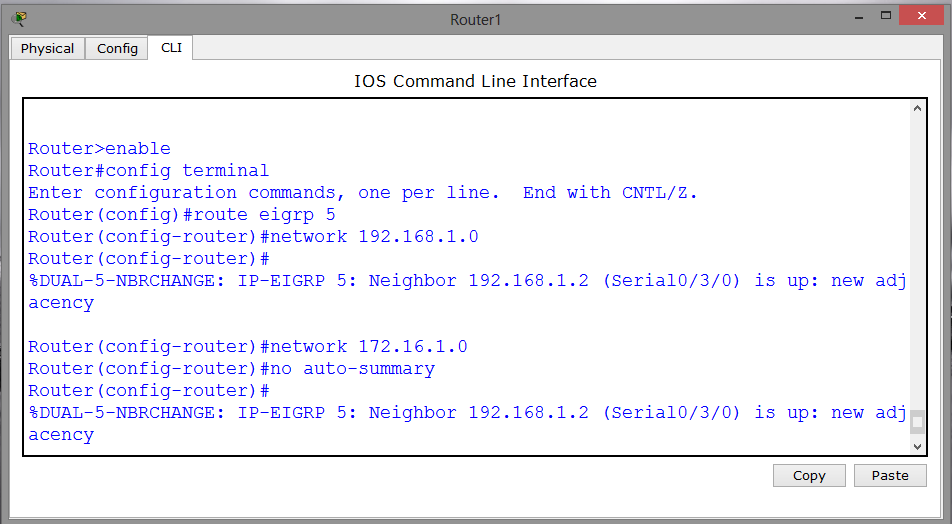 Router1
Physical Config CLI
IOS Command Line Interface
Router>enable
Router#config terminal
Enter configuration commands, one per line.  End with CNTL/Z.
Router(config)#route eigrp 5
Router(config-router)#network 192.168.1.0
Router(config-router)#
%DUAL-5-NBRCHANGE: IP-EIGRP 5: Neighbor 192.168.1.2 (Serial0/3/0) is up: new adj
acency
Router(config-router)#network 172.16.1.0
Router(config-router)#no auto-summary
Router(config-router)#
%DUAL-5-NBRCHANGE: IP-EIGRP 5: Neighbor 192.168.1.2 (Serial0/3/0) is up: new adj
acency
Copy Paste